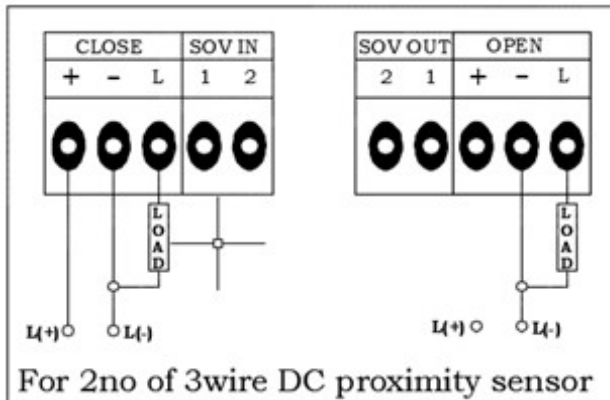 CLOSE SOV IN SOV OUT OPEN
+ - L 1 2 2 1 + - L
LOAD LOAD
L(+) L(-) L(+) L(-)
For 2no of 3wire DC proximity sensor